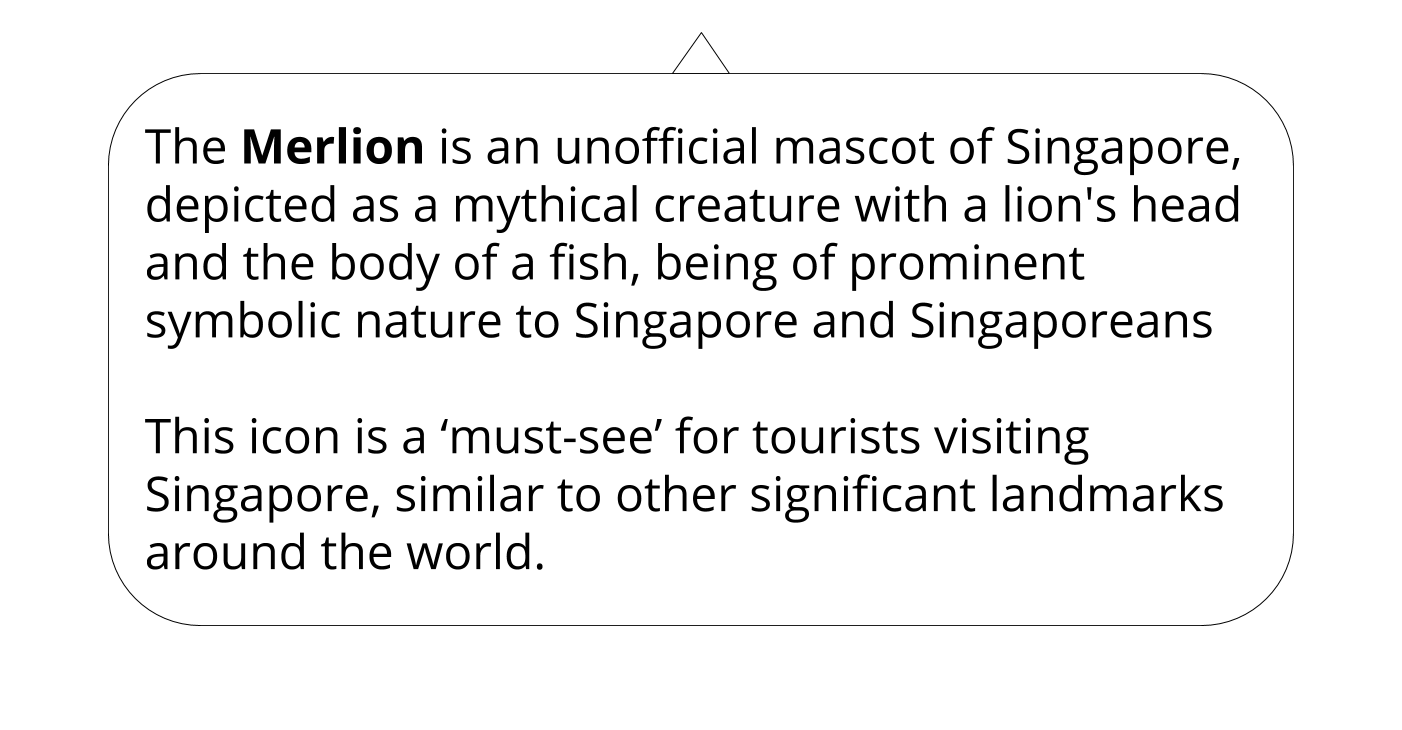 The Merlion is an unofficial mascot of Singapore,
depicted as a mythical creature with a lion's head
and the body of a fish, being of prominent
symbolic nature to Singapore and Singaporeans
This icon is a ‘must-see’ for tourists visiting
Singapore, similar to other significant landmarks
around the world.